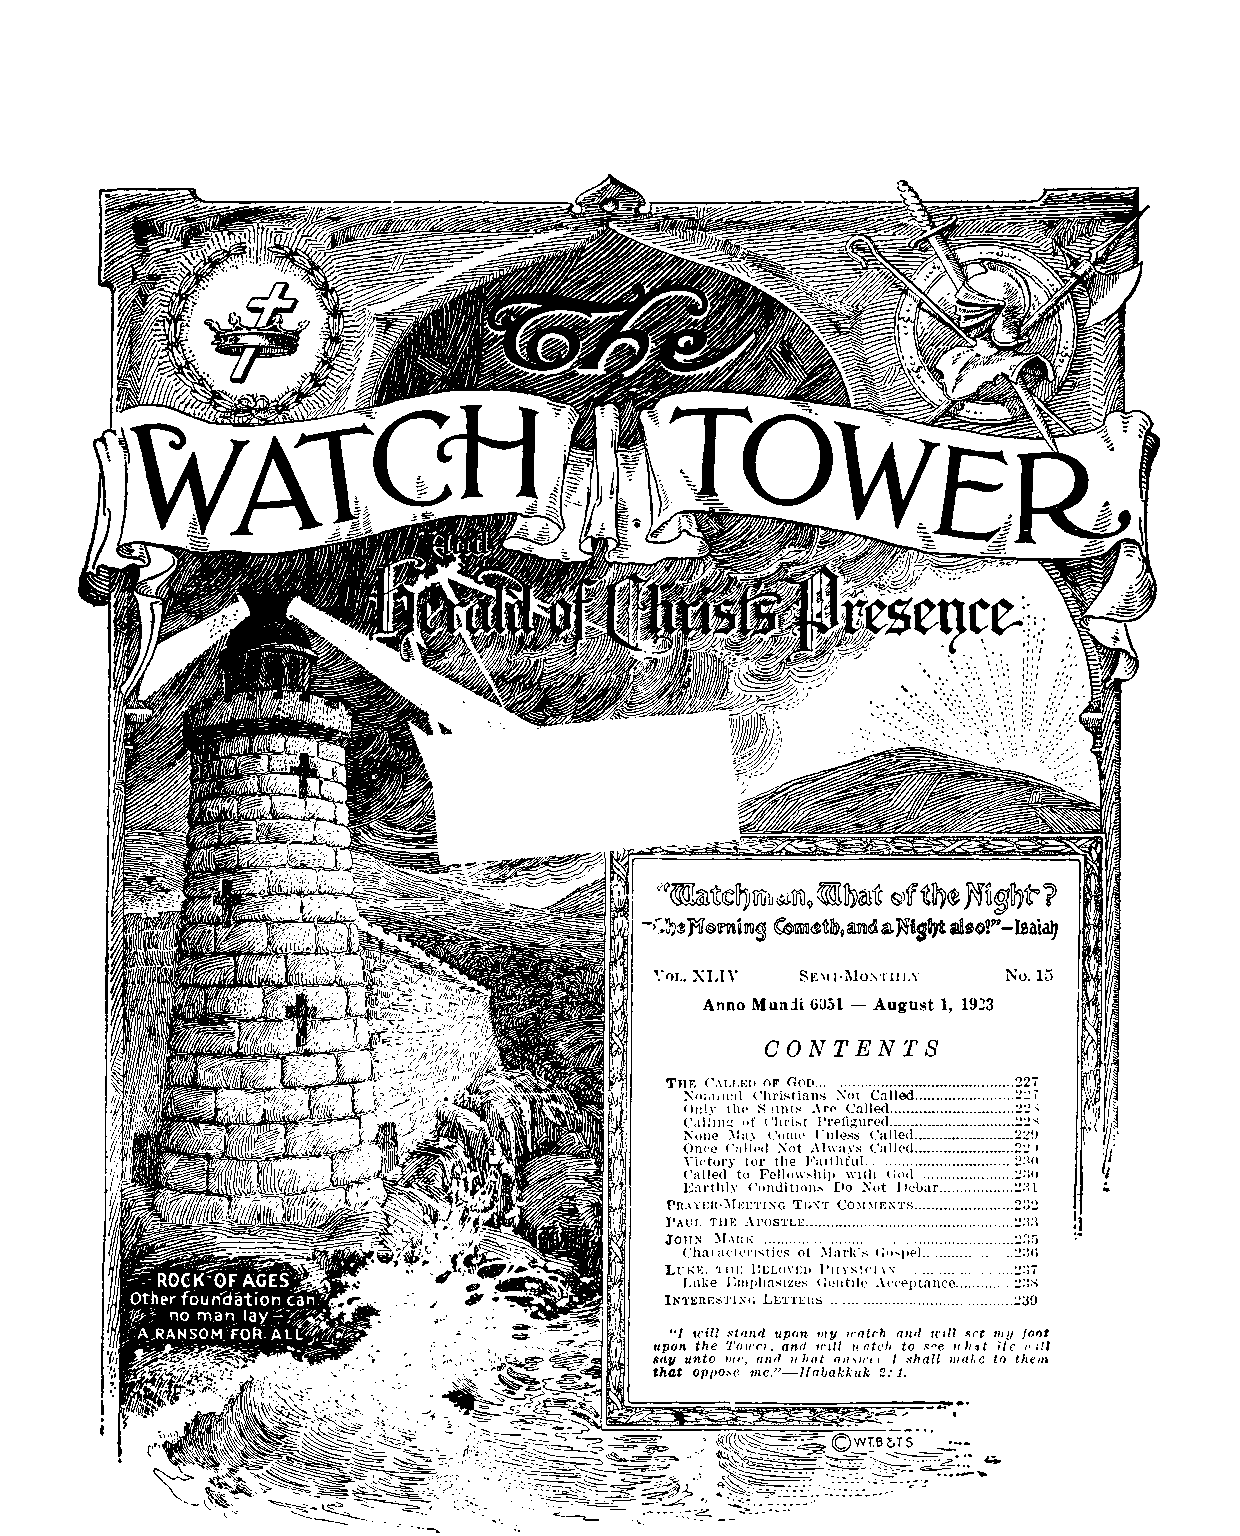 The
WATCH TOWER
And
Herald of Christ's Presence
"Watchman, What of the Night?
The Morning Cometh, and a Night also!"—Isaiah
VOL. XLIV SEMI-MONTHLY No. 15
Anno Mundi 6051 — August 1, 1923
CONTENTS
THE CALLED OF GOD... ..........227
Nominal Christians Not Called..........227
Only the Saints Are Called..........228
Calling of Christ Prefigured..........228
None May Come Unless Called..........229
Once Called Not Always Called..........229
Victory for the Faithful..........230
Called to Fellowship with God ..........230
Earthly Conditions Do Not Debar..........231
PRAYER-MEETING TEXT COMMENTS..........232
PAUL THE APOSTLE..........233
JOHN MARK ..........235
Characteristics of Mark's Gospel..........236
LUKE, THE BELOVED PHYSICIAN ..........237
Luke Emphasizes Gentile Acceptance..........238
INTERESTING LETTERS ..........239
"I will stand upon my watch and will set my foot
upon the Tower, and will watch to see what He will
say unto me, and what answer I shall make to them
that oppose me."—Habakkuk 2:1.
ROCK OF AGES
Other foundation can
no man lay—
A RANSOM FOR ALL
©W.T.B.&T.S